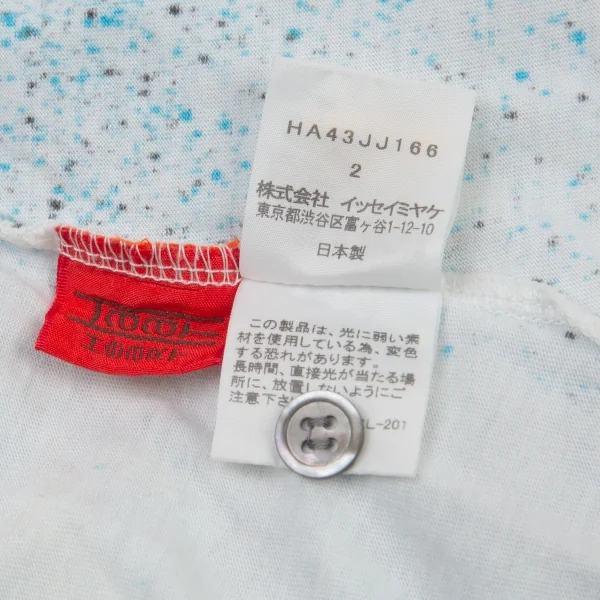 HA43JJ166
2
株式会社 イッセイミヤケ
東京都渋谷区富ヶ谷1-12-10
日本製
この製品は、光に弱い素
材を使用している為、変色
する恐れがあります。
長時間、直接光が当たる場
所に、放置しないようにご
注意下さ
L-201